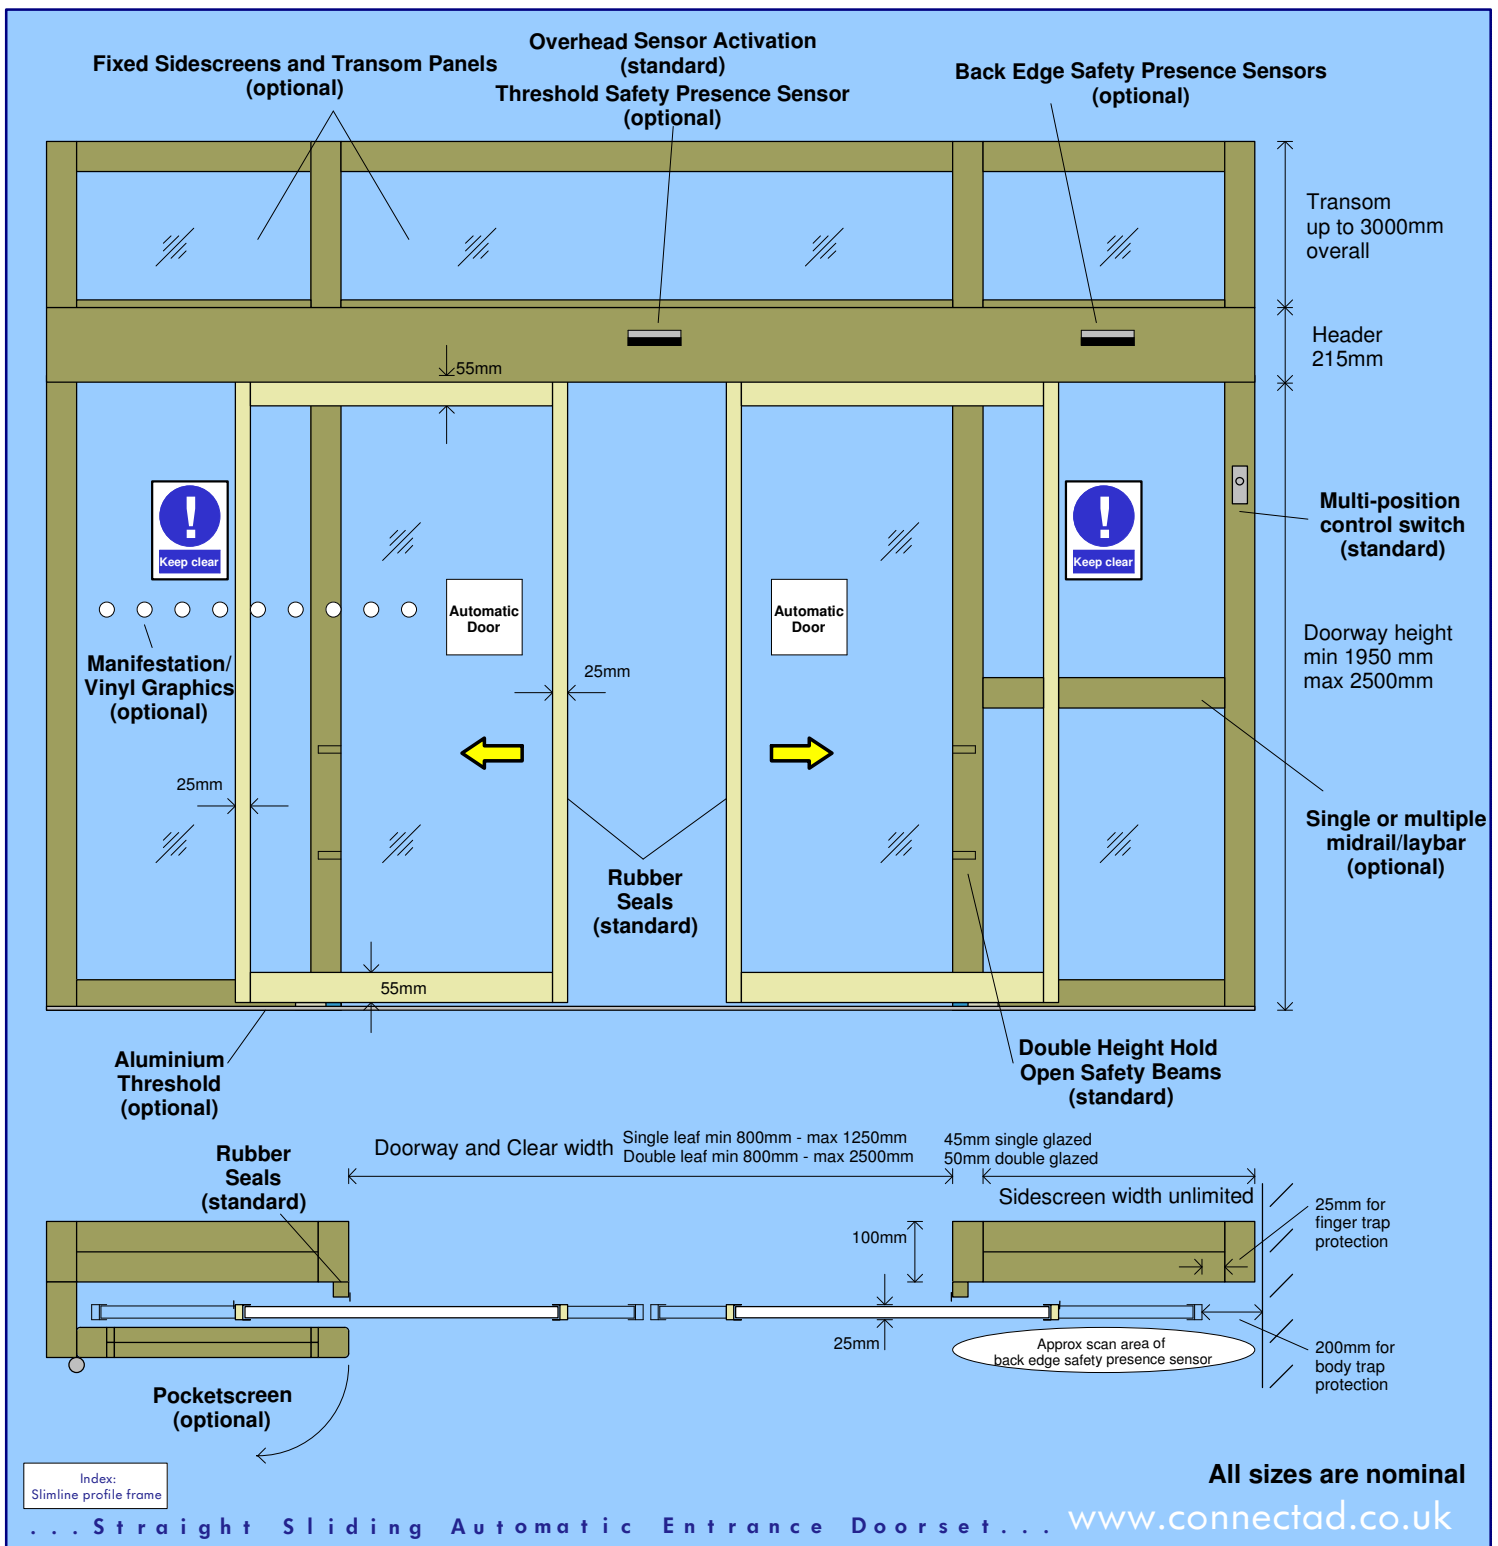 Fixed Sidescreens and Transom Panels
(optional)
Overhead Sensor Activation
(standard)
Threshold Safety Presence Sensor
(optional)
Back Edge Safety Presence Sensors
(optional)
Transom
up to 3000mm
overall
Header
215mm
55mm
Keep clear
Keep clear
Multi-position
control switch
(standard)
Automatic
Door
Automatic
Door
Manifestation/
Vinyl Graphics
(optional)
25mm
Doorway height
min 1950 mm
max 2500mm
25mm
Single or multiple
midrail/laybar
(optional)
Rubber
Seals
(standard)
55mm
Aluminium
Threshold
(optional)
Double Height Hold
Open Safety Beams
(standard)
Rubber
Seals
(standard)
Doorway and Clear width
Single leaf min 800mm - max 1250mm
Double leaf min 800mm - max 2500mm
45mm single glazed
50mm double glazed
Sidescreen width unlimited
25mm for
finger trap
protection
100mm
25mm
Approx scan area of
back edge safety presence sensor
200mm for
body trap
protection
Pocketscreen
(optional)
Index:
Slimline profile frame
All sizes are nominal
...Straight Sliding Automatic Entrance Doorset...
www.connectad.co.uk